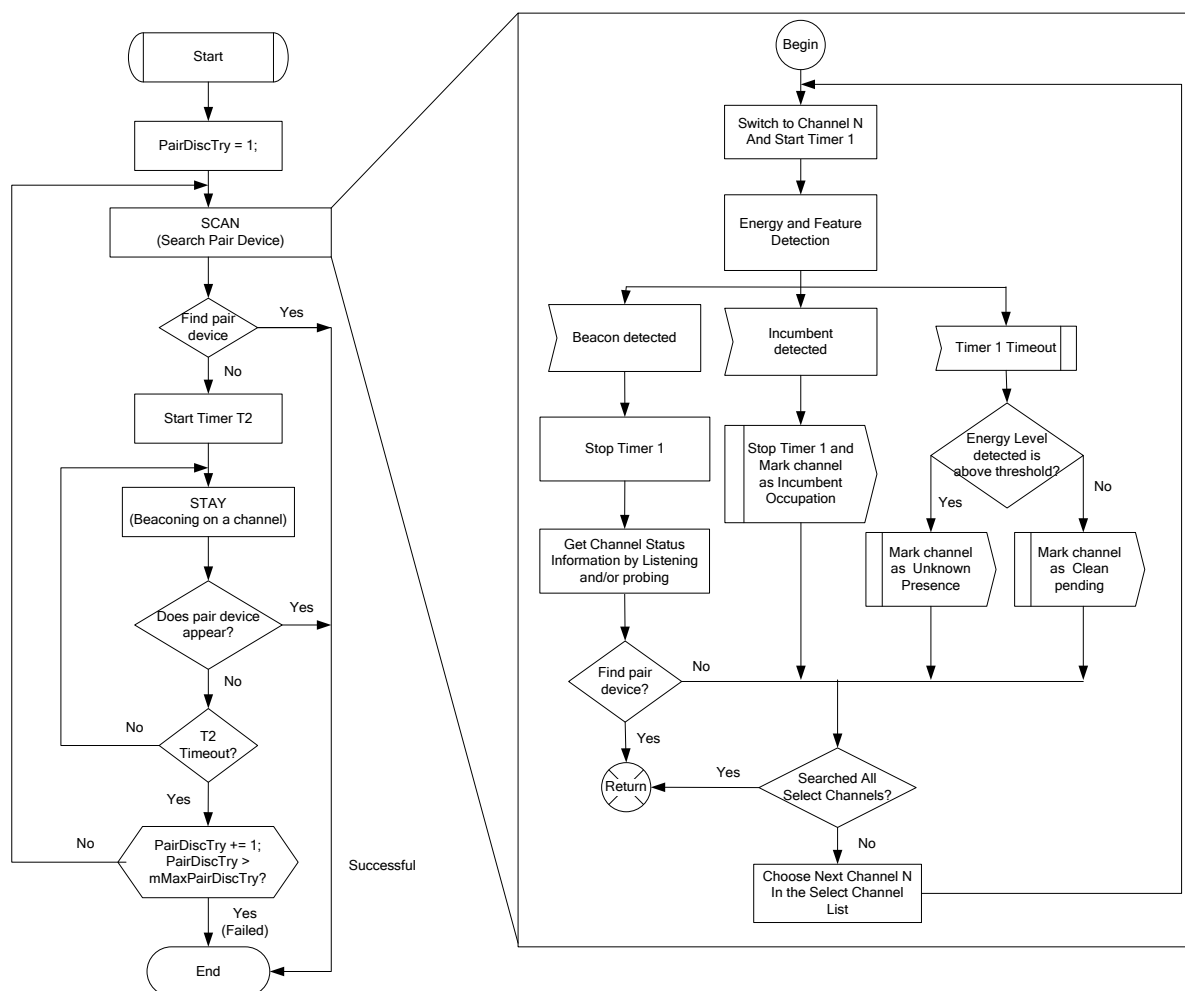 Start
PairDiscTry = 1;
SCAN
(Search Pair Device)
Find pair
device
Yes
No
Start Timer T2
STAY
(Beaconing on a channel)
Does pair device
appear?
Yes
No
T2
Timeout?
No
Yes
PairDiscTry += 1;
PairDiscTry >
mMaxPairDiscTry?
No
Yes
(Failed)
Successful
End
Begin
Switch to Channel N
And Start Timer 1
Energy and Feature
Detection
Beacon detected
Incumbent
detected
Timer 1 Timeout
Stop Timer 1
Stop Timer 1 and
Mark channel
as Incumbent
Occupation
Energy Level
detected is
above threshold?
Yes
No
Get Channel Status
Information by Listening
and/or probing
Mark channel
as Unknown
Presence
Mark channel
as Clean
pending
Find pair
device?
No
Yes
Return
Yes
Searched All
Select Channels?
No
Choose Next Channel N
In the Select Channel
List